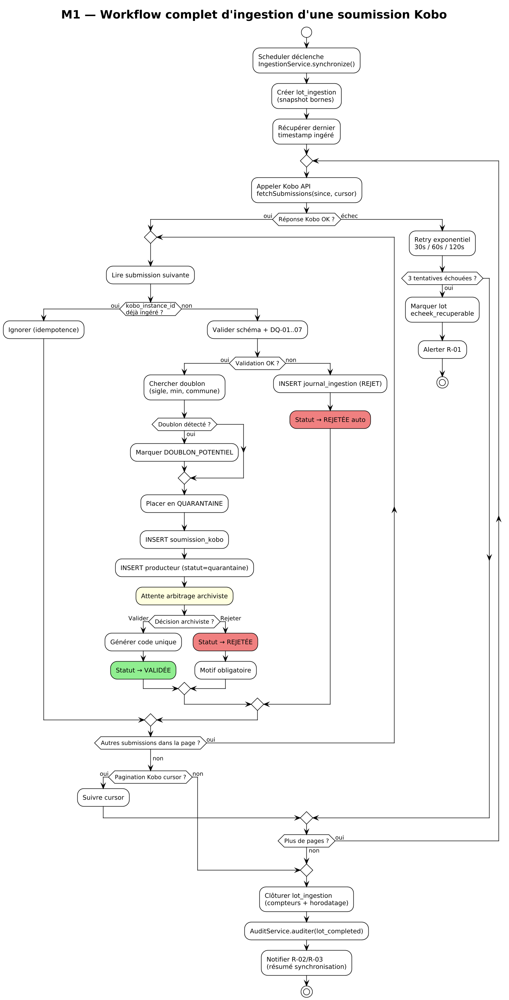 M1 — Workflow complet d'ingestion d'une soumission Kobo
Scheduler déclenche
IngestionService.synchronize()
Créer lot_ingestion
(snapshot bornes)
Récupérer dernier
timestamp ingéré
Appeler Kobo API
fetchSubmissions(since, cursor)
oui
Réponse Kobo OK ?
échec
Retry exponentiel
30s / 60s / 120s
Lire submission suivante
3 tentatives échouées ?
oui
Marquer lot
echeek_recuperable
Alerter R-01
oui
kobo_instance_id
déjà ingéré ?
non
Ignorer (idempotence)
Valider schéma + DQ-01..07
oui
Validation OK ?
non
Chercher doublon
(sigle, min, commune)
INSERT journal_ingestion (REJET)
Statut → REJETÉE auto
Doublon détecté ?
oui
Marquer DOUBLON_POTENTIEL
Placer en QUARANTAINE
INSERT soumission_kobo
INSERT producteur (statut=quarantaine)
Attente arbitrage archiviste
Valider
Décision archiviste ?
Rejeter
Générer code unique
Statut → REJETÉE
Statut → VALIDÉE
Motif obligatoire
Autres submissions dans la page ?
oui
non
oui
Pagination Kobo cursor ?
non
Suivre cursor
Plus de pages ?
oui
non
Clôturer lot_ingestion
(compteurs + horodatage)
AuditService.auditer(lot_completed)
Notifier R-02/R-03
(résumé synchronisation)